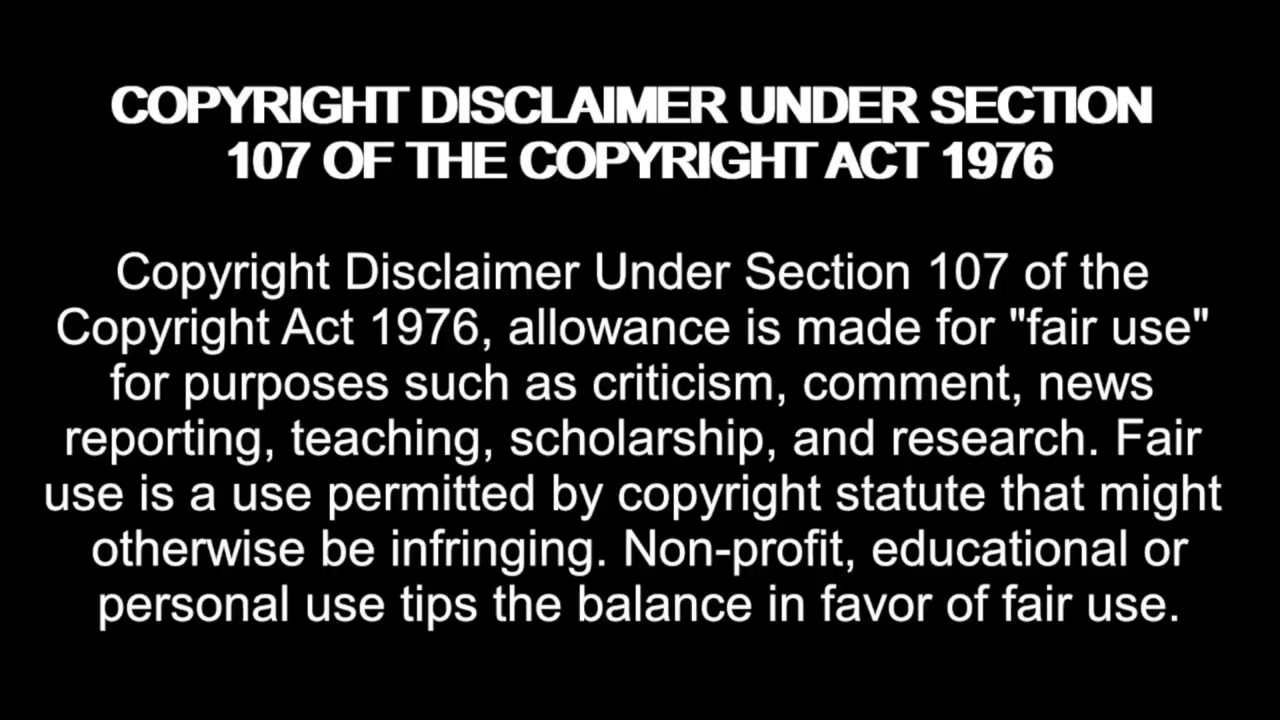 COPYRIGHT DISCLAIMER UNDER SECTION
107 OF THE COPYRIGHT ACT 1976
Copyright Disclaimer Under Section 107 of the
Copyright Act 1976, allowance is made for "fair use"
for purposes such as criticism, comment, news
reporting, teaching, scholarship, and research. Fair
use is a use permitted by copyright statute that might
otherwise be infringing. Non-profit, educational or
personal use tips the balance in favor of fair use.